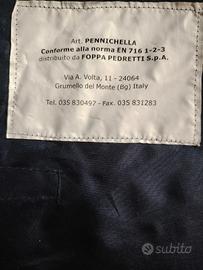 Art. PENNICHELLA
Conforme alla norma EN 716 1-2-3
distribuito da FOPPA PEDRETTI S.p.A.
Via A. Volta, 11 - 24064
Grumello del Monte (Bg) Italy
Tel. 035 830497 - Fax. 035 831283
subito